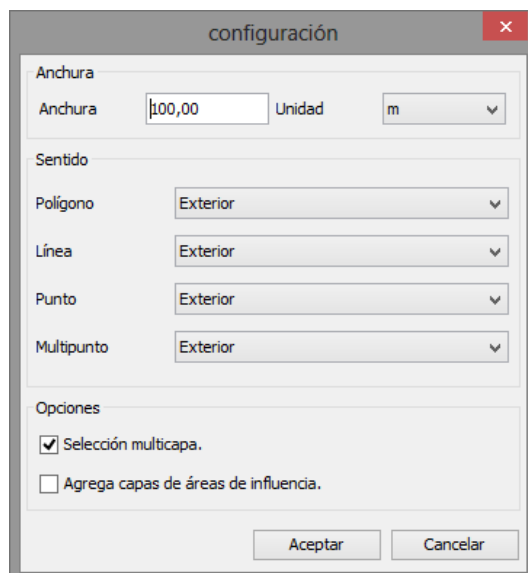 configuración
Anchura
Anchura 100,00 Unidad m
Sentido
Polígono Exterior
Línea Exterior
Punto Exterior
Multipunto Exterior
Opciones
Selección multicapa.
Agrega capas de áreas de influencia.
Aceptar Cancelar